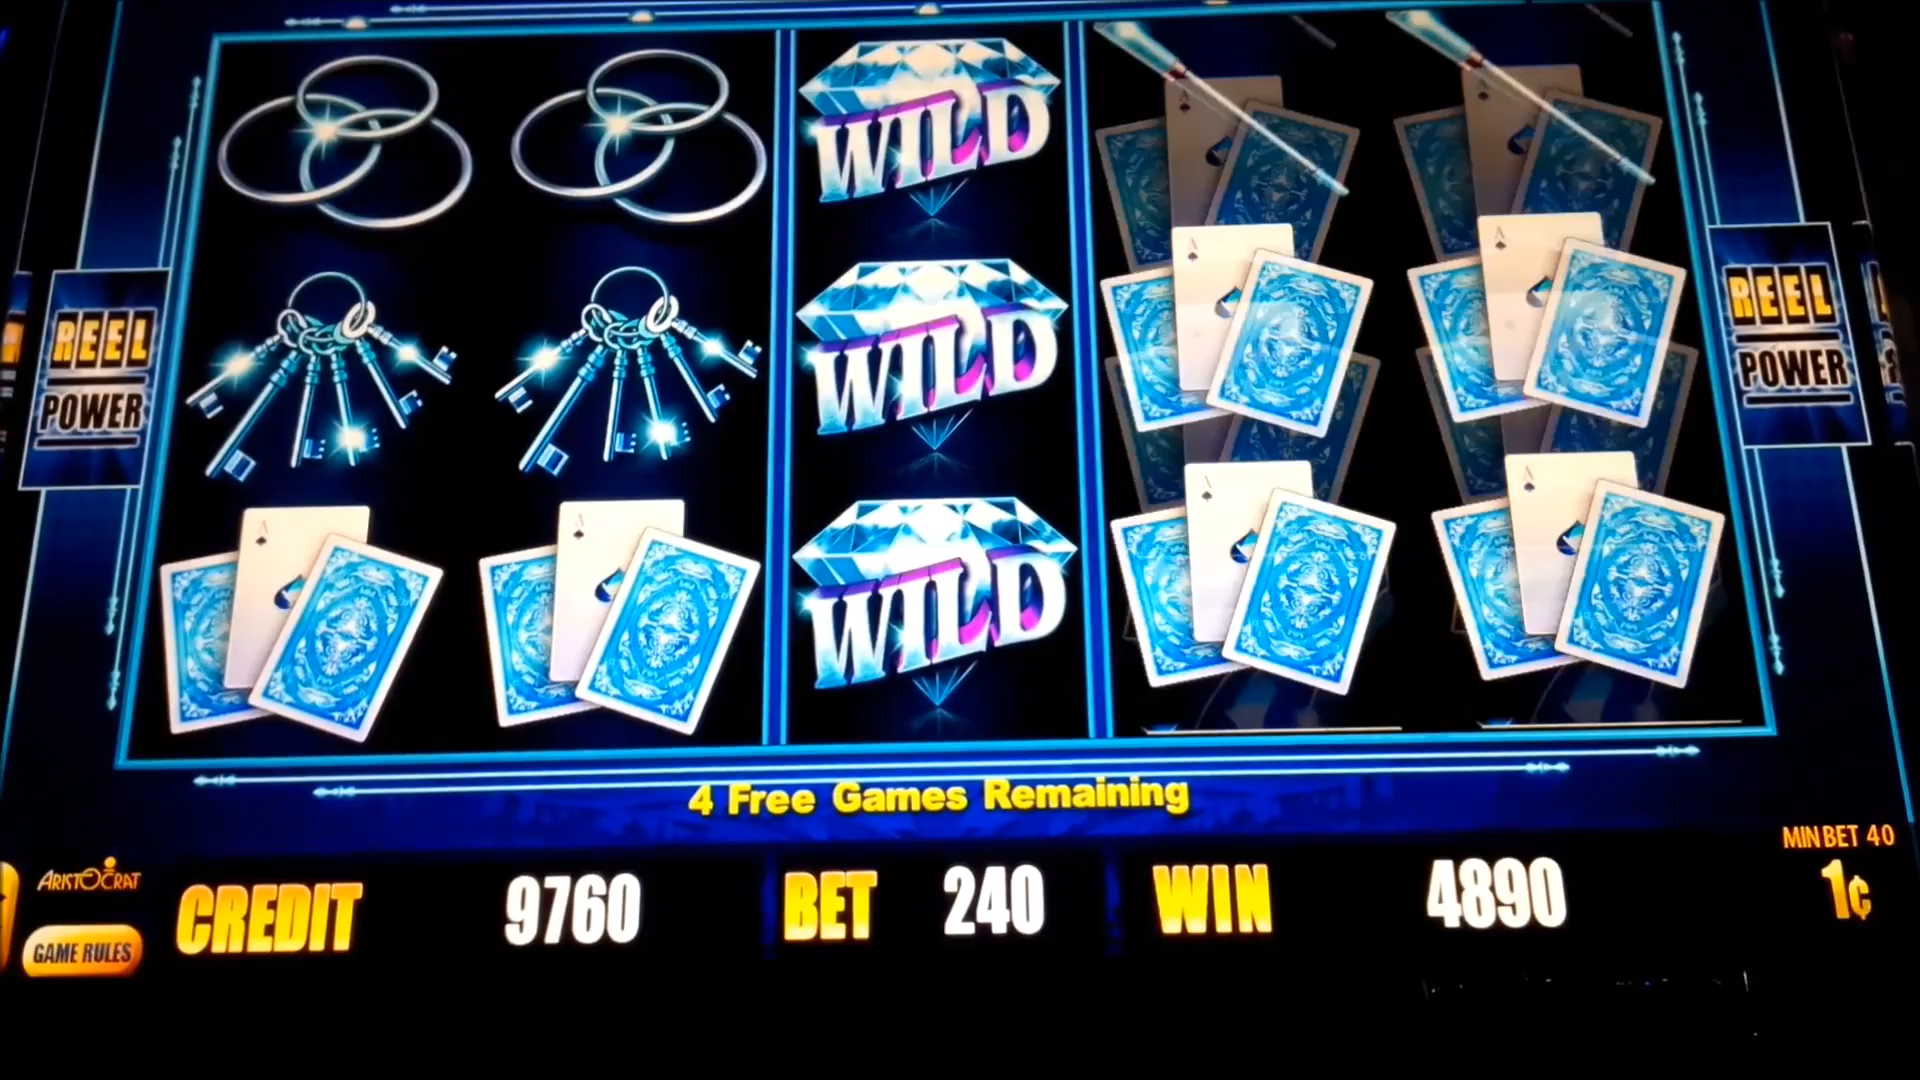 WILD
WILD
WILD
A
A
A
A
A
A
A
A
REEL
POWER
REEL
POWER
4 Free Games Remaining
MIN BET 40
1¢
ARISTOCRAT
GAME RULES
CREDIT 9760 BET 240 WIN 4890